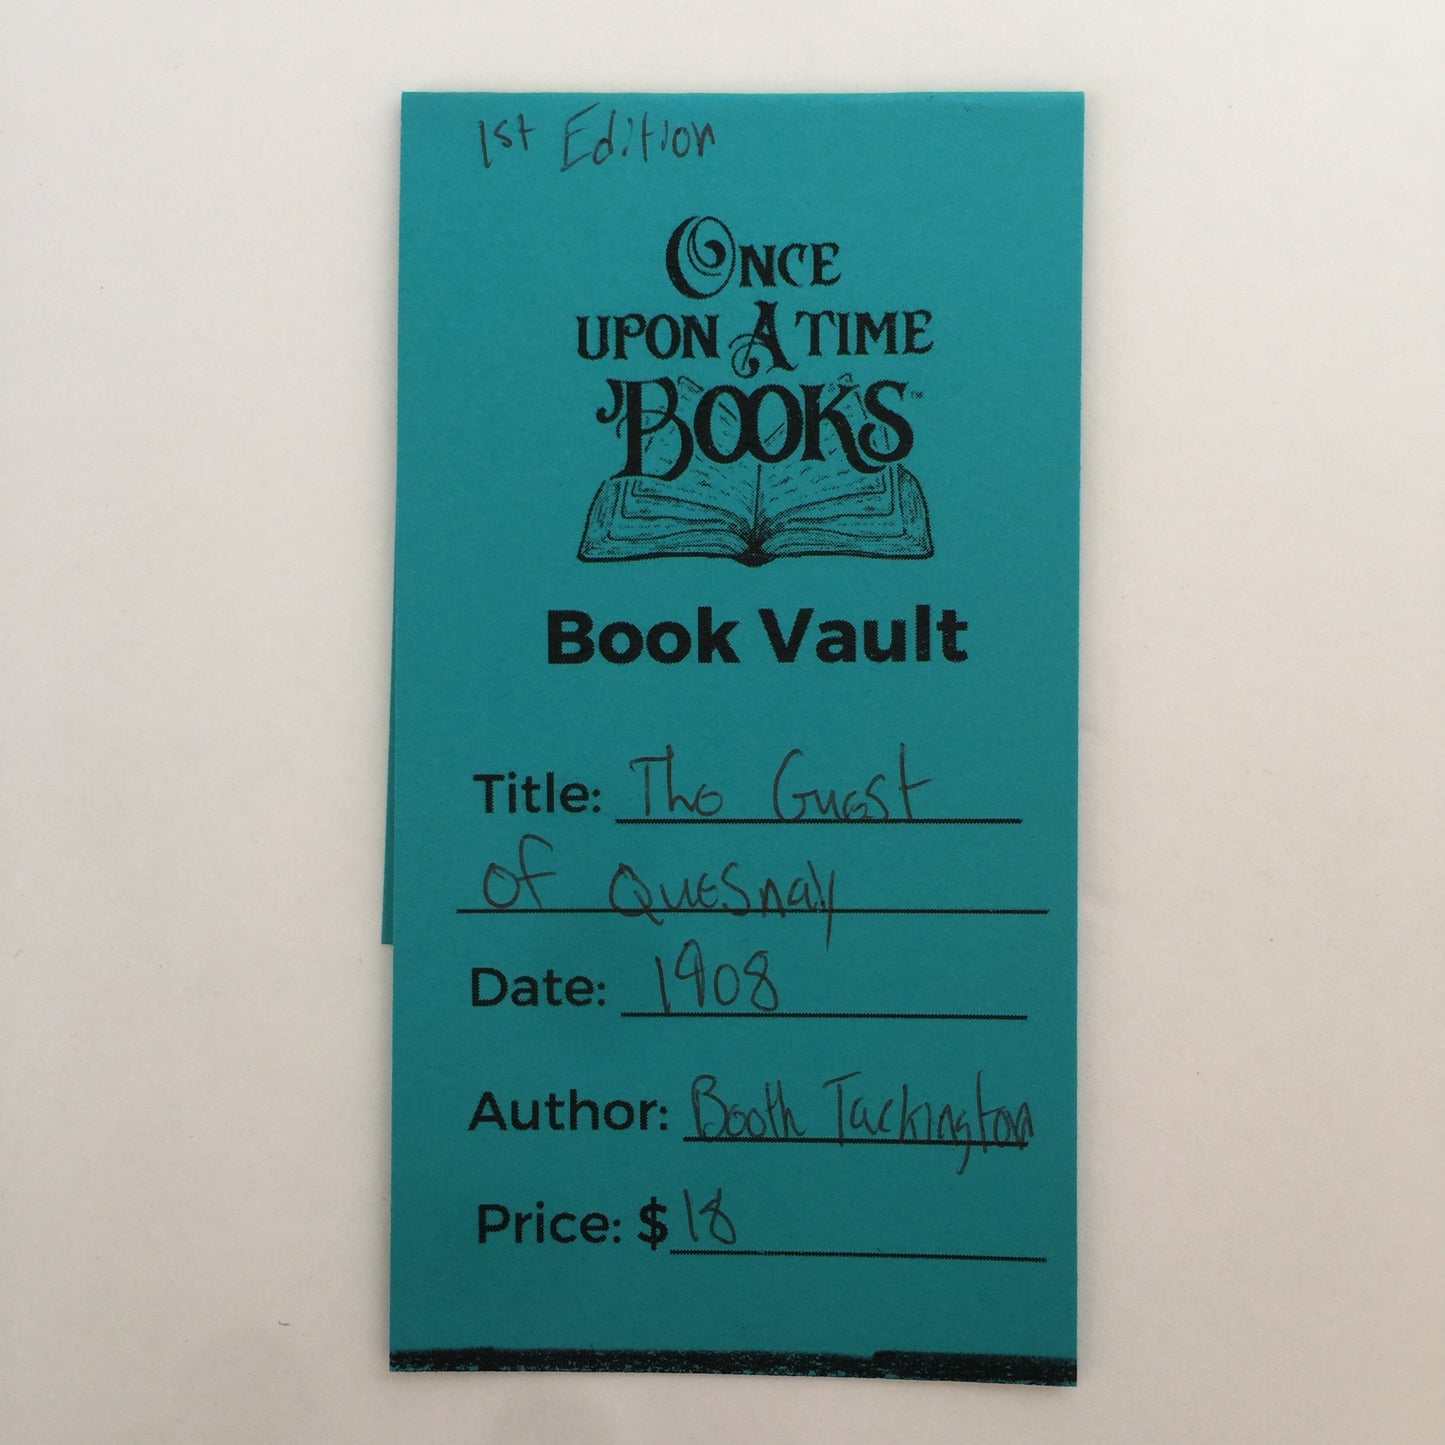 1st Edition
ONCE
UPON A TIME
BOOKS™
Book Vault
Title: The Guest
of Quesnay
Date: 1908
Author: Booth Tackington
Price: $18